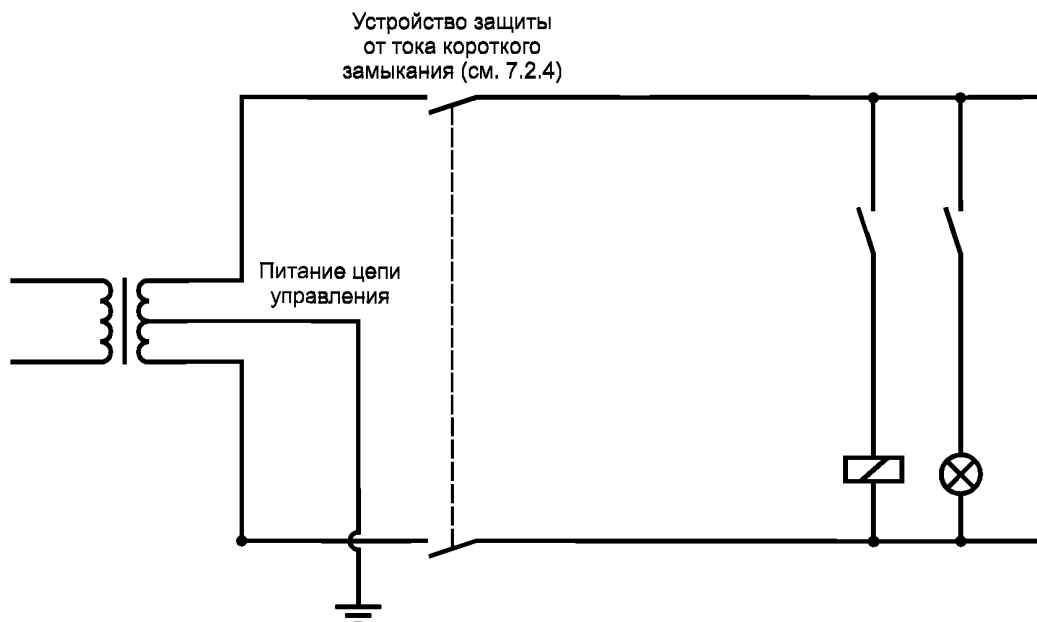 Устройство защиты
от тока короткого
замыкания (см. 7.2.4)
Питание цепи
управления